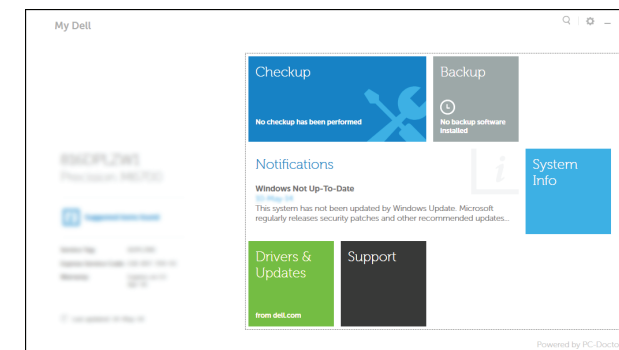 My Dell
Checkup
No checkup has been performed
Backup
No backup software
installed
Notifications
Windows Not Up-To-Date
This system has not been updated by Windows Update. Microsoft
regularly releases security patches and other recommended updates...
System
Info
Drivers &
Updates
from dell.com
Support
Powered by PC-Docto